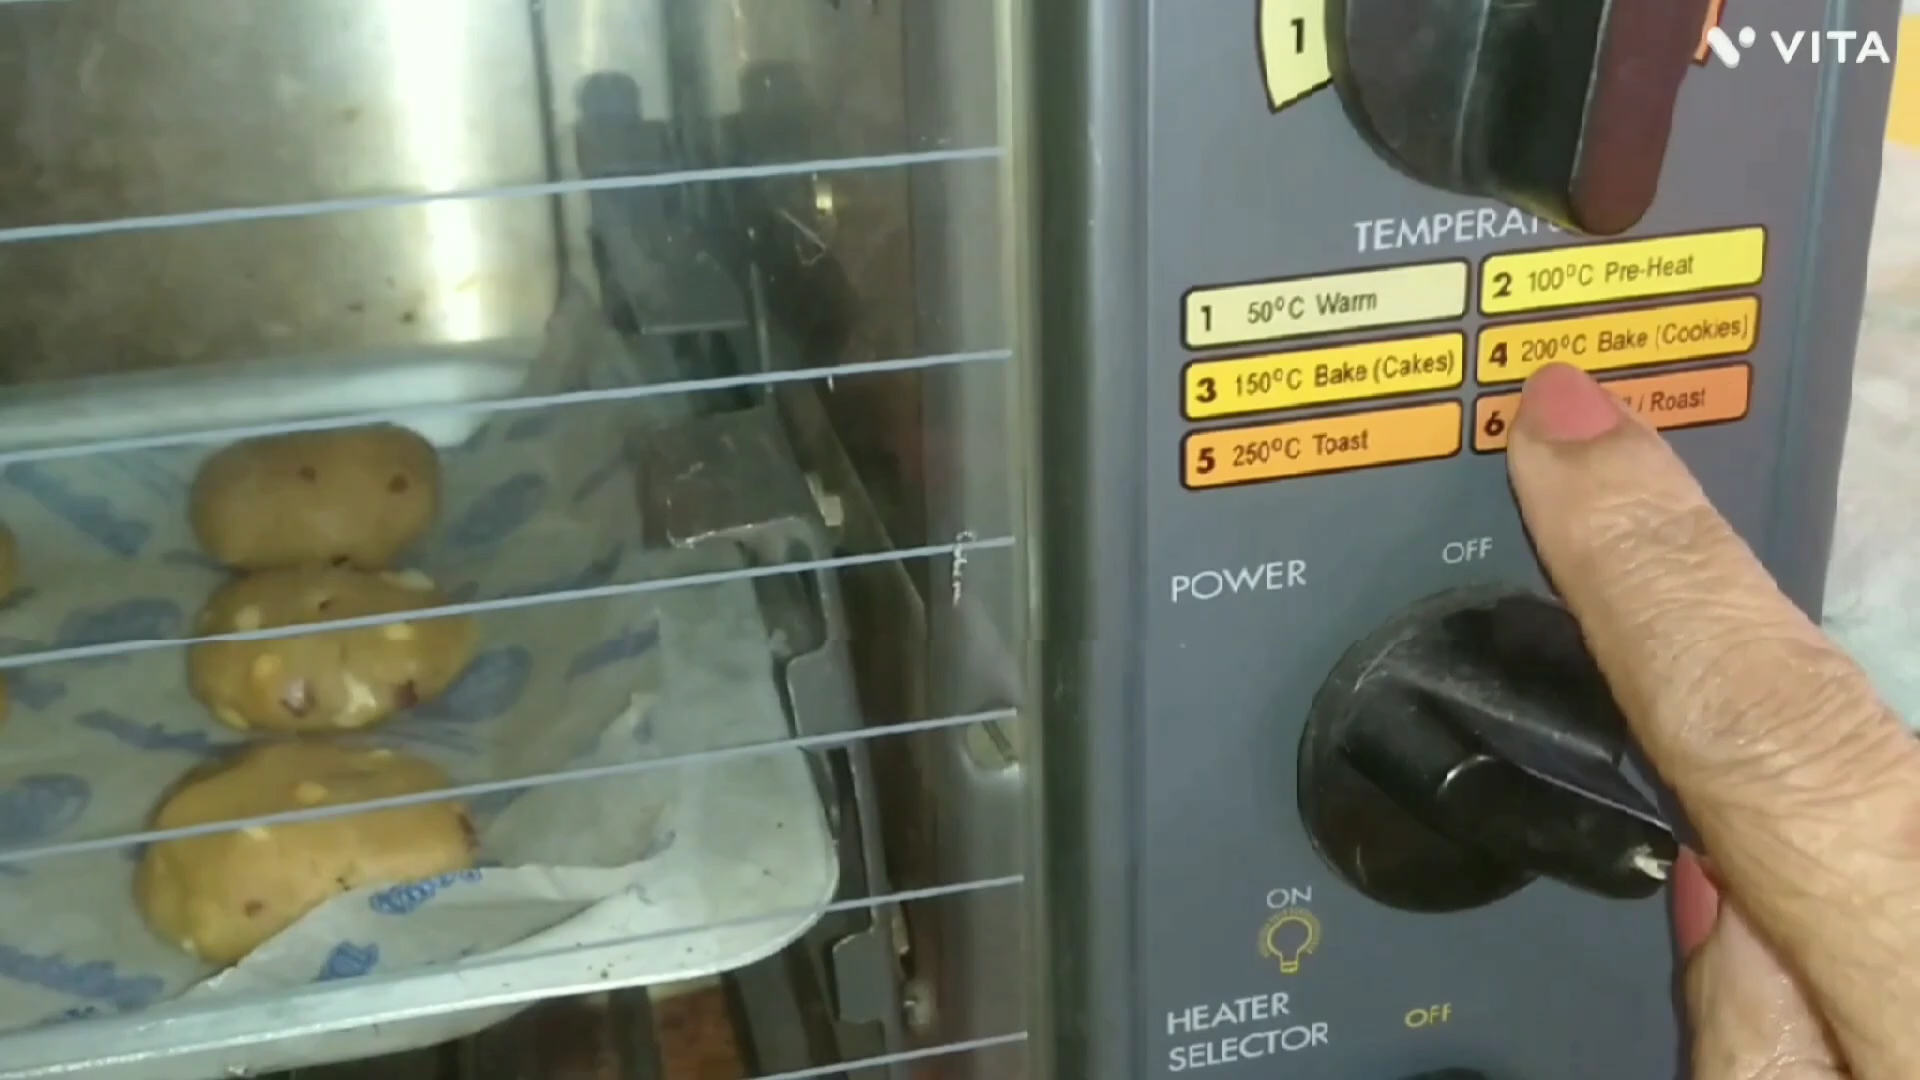 1
VITA
TEMPERAT
1 50°C Warm
2 100°C Pre-Heat
3 150°C Bake (Cakes)
4 200°C Bake (Cookies)
5 250°C Toast
6 / Roast
POWER
OFF
ON
HEATER
SELECTOR
OFF